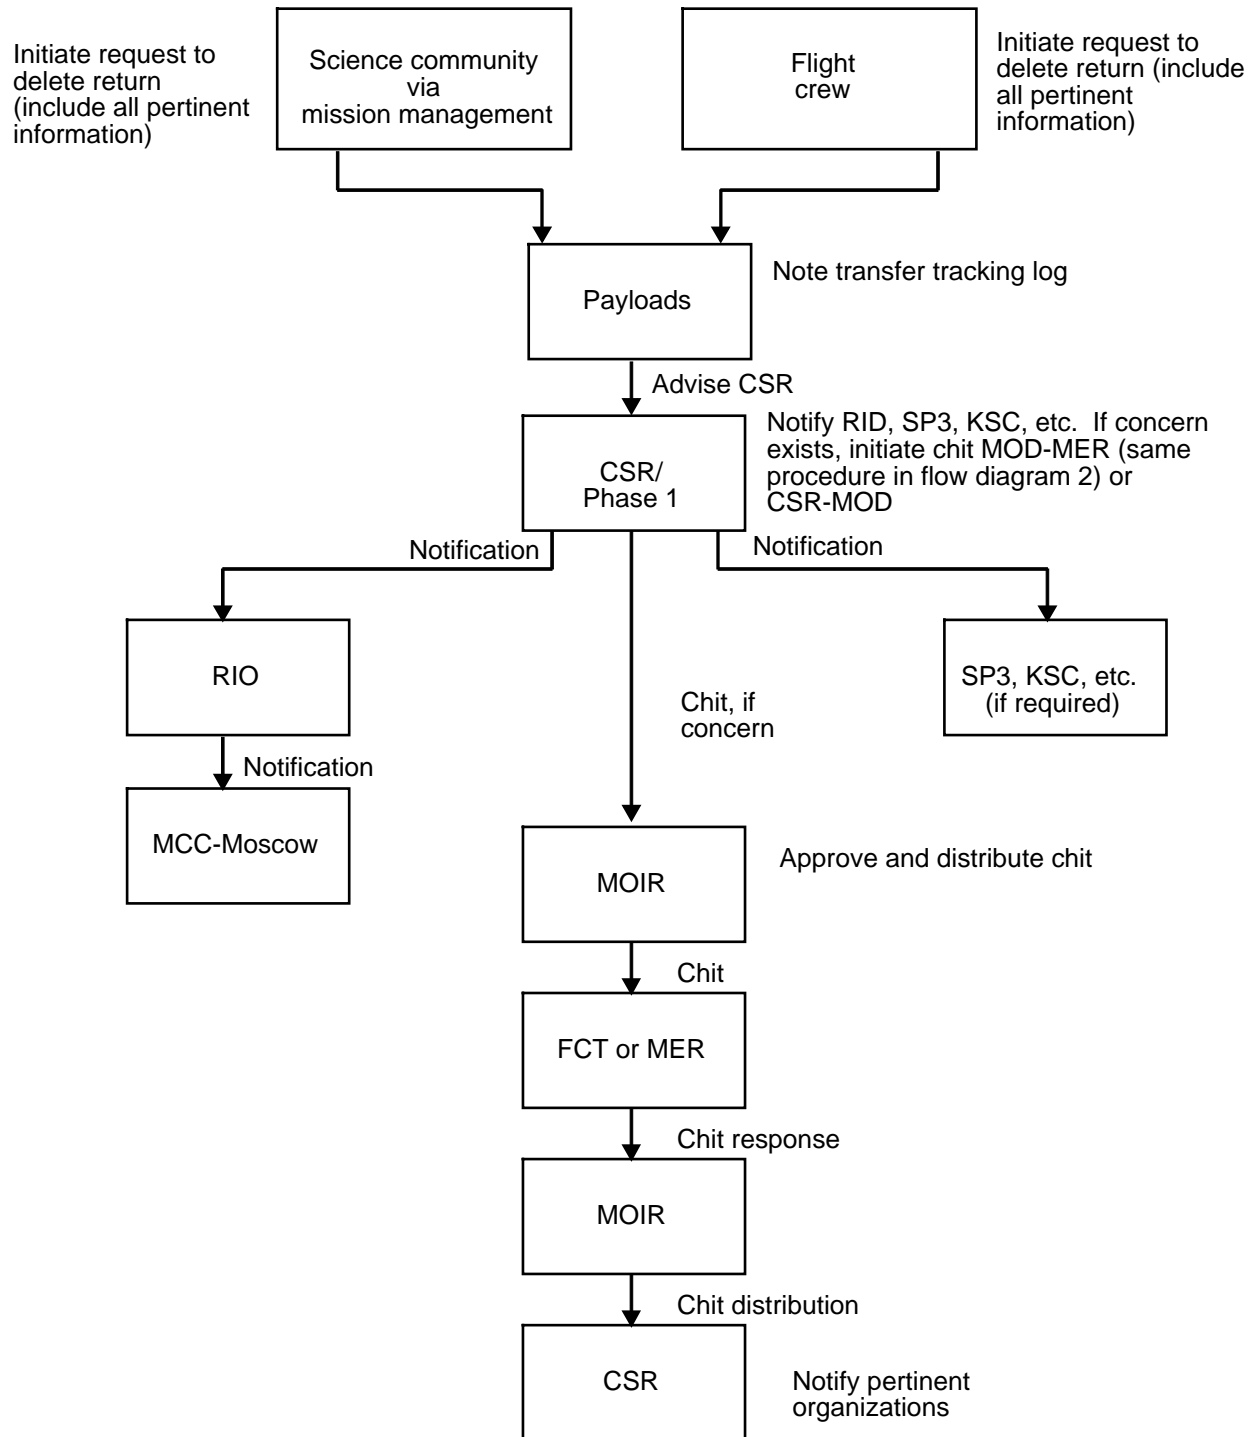 Initiate request to
delete return
(include all pertinent
information)
Science community
via
mission management
Flight
crew
Initiate request to
delete return (include
all pertinent
information)
Payloads
Note transfer tracking log
Advise CSR
CSR/
Phase 1
Notify RID, SP3, KSC, etc.  If concern
exists, initiate chit MOD-MER (same
procedure in flow diagram 2) or
CSR-MOD
Notification
Notification
RIO
SP3, KSC, etc.
(if required)
Chit, if
concern
Notification
MCC-Moscow
MOIR
Approve and distribute chit
Chit
FCT or MER
Chit response
MOIR
Chit distribution
CSR
Notify pertinent
organizations